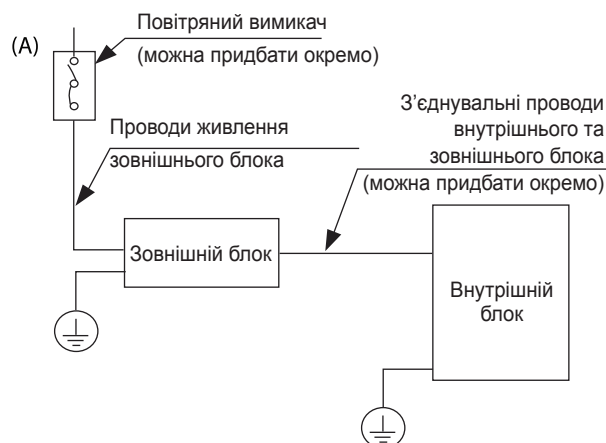 (A)
Повітряний вимикач
(можна придбати окремо)
Проводи живлення
зовнішнього блока
З’єднувальні проводи
внутрішнього та
зовнішнього блока
(можна придбати окремо)
Зовнішній блок
Внутрішній
блок